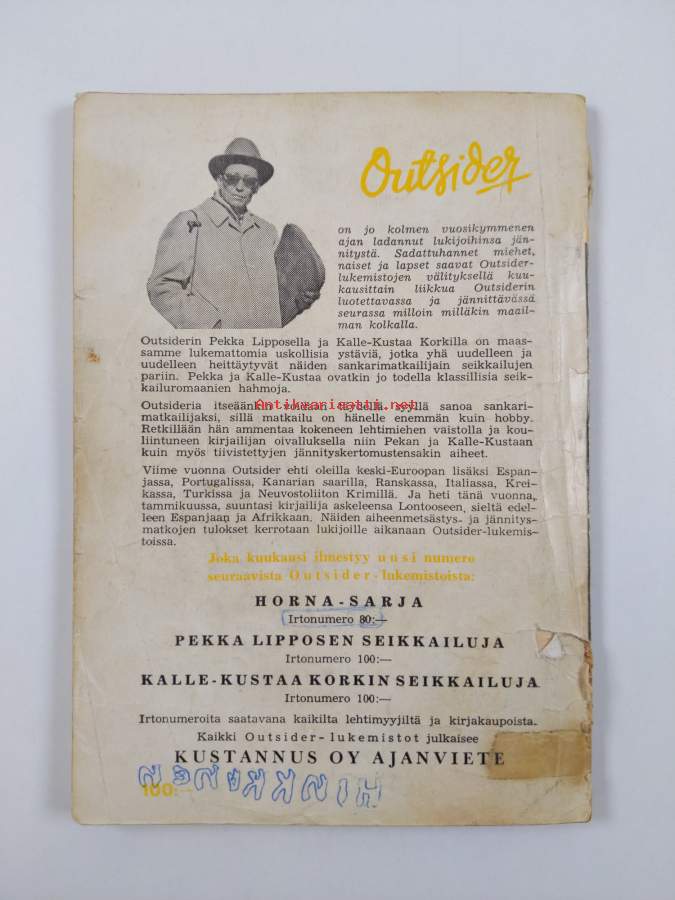 Outsider
on jo kolmen vuosikymmenen
ajan ladannut lukijoihinsa jän-
nitystä. Sadattuhannet miehet,
naiset ja lapset saavat Outsider-
lukemistojen välityksellä kuu-
kausittain liikkua Outsiderin
luotettavassa ja jännittävässä
seurassa milloin milläkin maail-
man kolkalla.
Outsiderin Pekka Lipposella ja Kalle-Kustaa Korkilla on maas-
samme lukemattomia uskollisia ystäviä, jotka yhä uudelleen ja
uudelleen heittäytyvät näiden sankarimatkailijain seikkailujen
pariin. Pekka ja Kalle-Kustaa ovatkin jo todella klassillisia seik-
kailuromaanien hahmoja.
Antikvariaatti.net
Outsideria itseäänkin voidaan täydellä syyllä sanoa sankari-
matkailijaksi, sillä matkailu on hänelle enemmän kuin hobby.
Retkillään hän ammentaa kokeneen lehtimiehen vaistolla ja kou-
liintuneen kirjailijan oivalluksella niin Pekan ja Kalle-Kustaan
kuin myös tiivistettyjen jännityskertomustensakin aiheet.
Viime vuonna Outsider ehti oleilla keski-Euroopan lisäksi Espan-
jassa, Portugalissa, Kanarian saarilla, Ranskassa, Italiassa, Krei-
kassa, Turkissa ja Neuvostoliiton Krimillä. Ja heti tänä vuonna,
tammikuussa, suuntasi kirjailija askeleensa Lontooseen, sieltä edel-
leen Espanjaan ja Afrikkaan. Näiden aiheenmetsästys- ja jännitys-
matkojen tulokset kerrotaan lukijoille aikanaan Outsider-lukemis-
toissa.
Joka kuukausi ilmestyy uusi numero
seuraavista Outsider-lukemistoista:
HORNA-SARJA
Irtonumero 80:—
PEKKA LIPPOSEN SEIKKAILUJA
Irtonumero 100:—
KALLE-KUSTAA KORKIN SEIKKAILUJA
Irtonumero 100:—
Irtonumeroita saatavana kaikilta lehtimyyjiltä ja kirjakaupoista.
Kaikki Outsider-lukemistot julkaisee
KUSTANNUS OY AJANVIETE
100:—